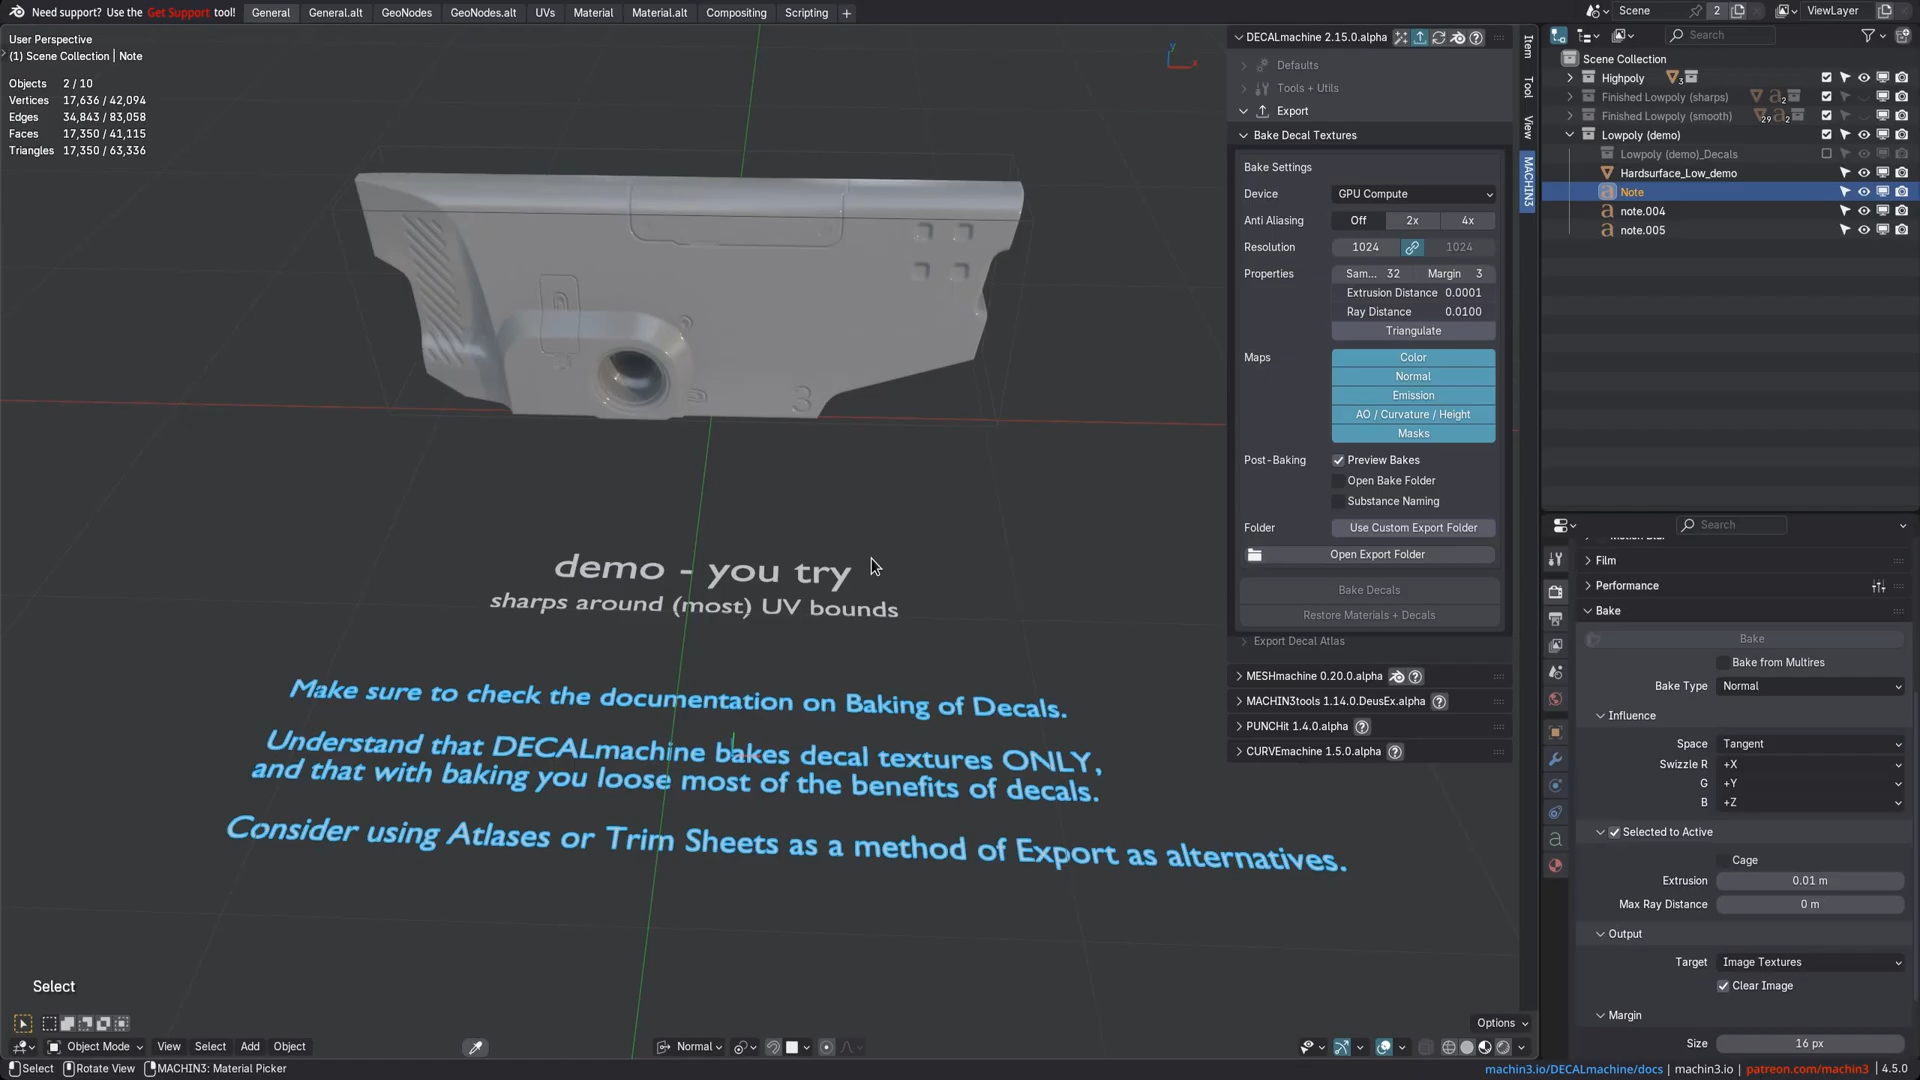 Need support? Use the Get Support tool!
General
General.alt
GeoNodes
GeoNodes.alt
UVs
Material
Material.alt
Compositing
Scripting
Scene
2
ViewLayer
User Perspective
(1) Scene Collection | Note
Objects 2 / 10
Vertices 17,636 / 42,094
Edges 34,843 / 83,058
Faces 17,350 / 41,115
Triangles 17,350 / 63,336
Y
X
3
demo - you try
sharps around (most) UV bounds
Make sure to check the documentation on Baking of Decals.
Understand that DECALmachine bakes decal textures ONLY,
and that with baking you loose most of the benefits of decals.
Consider using Atlases or Trim Sheets as a method of Export as alternatives.
Select
Options
Object Mode
View
Select
Add
Object
Normal
DECALmachine 2.15.0.alpha
Defaults
Tools + Utils
Export
Bake Decal Textures
Bake Settings
Device GPU Compute
Anti Aliasing Off 2x 4x
Resolution 1024 1024
Properties Sam... 32 Margin 3
Extrusion Distance 0.0001
Ray Distance 0.0100
Triangulate
Maps Color
Normal
Emission
AO / Curvature / Height
Masks
Post-Baking Preview Bakes
Open Bake Folder
Substance Naming
Folder Use Custom Export Folder
Open Export Folder
Bake Decals
Restore Materials + Decals
Export Decal Atlas
MESHmachine 0.20.0.alpha
MACHIN3tools 1.14.0.DeusEx.alpha
PUNCHit 1.4.0.alpha
CURVEmachine 1.5.0.alpha
Item
Tool
View
MACHIN3
Search
Scene Collection
Highpoly 3
Finished Lowpoly (sharps) 2
Finished Lowpoly (smooth) 29 2
Lowpoly (demo)
Lowpoly (demo)_Decals
Hardsurface_Low_demo
Note
note.004
note.005
Search
Motion Blur
Film
Performance
Bake
Bake
Bake from Multires
Bake Type Normal
Influence
Space Tangent
Swizzle R +X
G +Y
B +Z
Selected to Active
Cage
Extrusion 0.01 m
Max Ray Distance 0 m
Output
Target Image Textures
Clear Image
Margin
Size 16 px
Select
Rotate View
MACHIN3: Material Picker
machin3.io/DECALmachine/docs | machin3.io | patreon.com/machin3 | 4.5.0